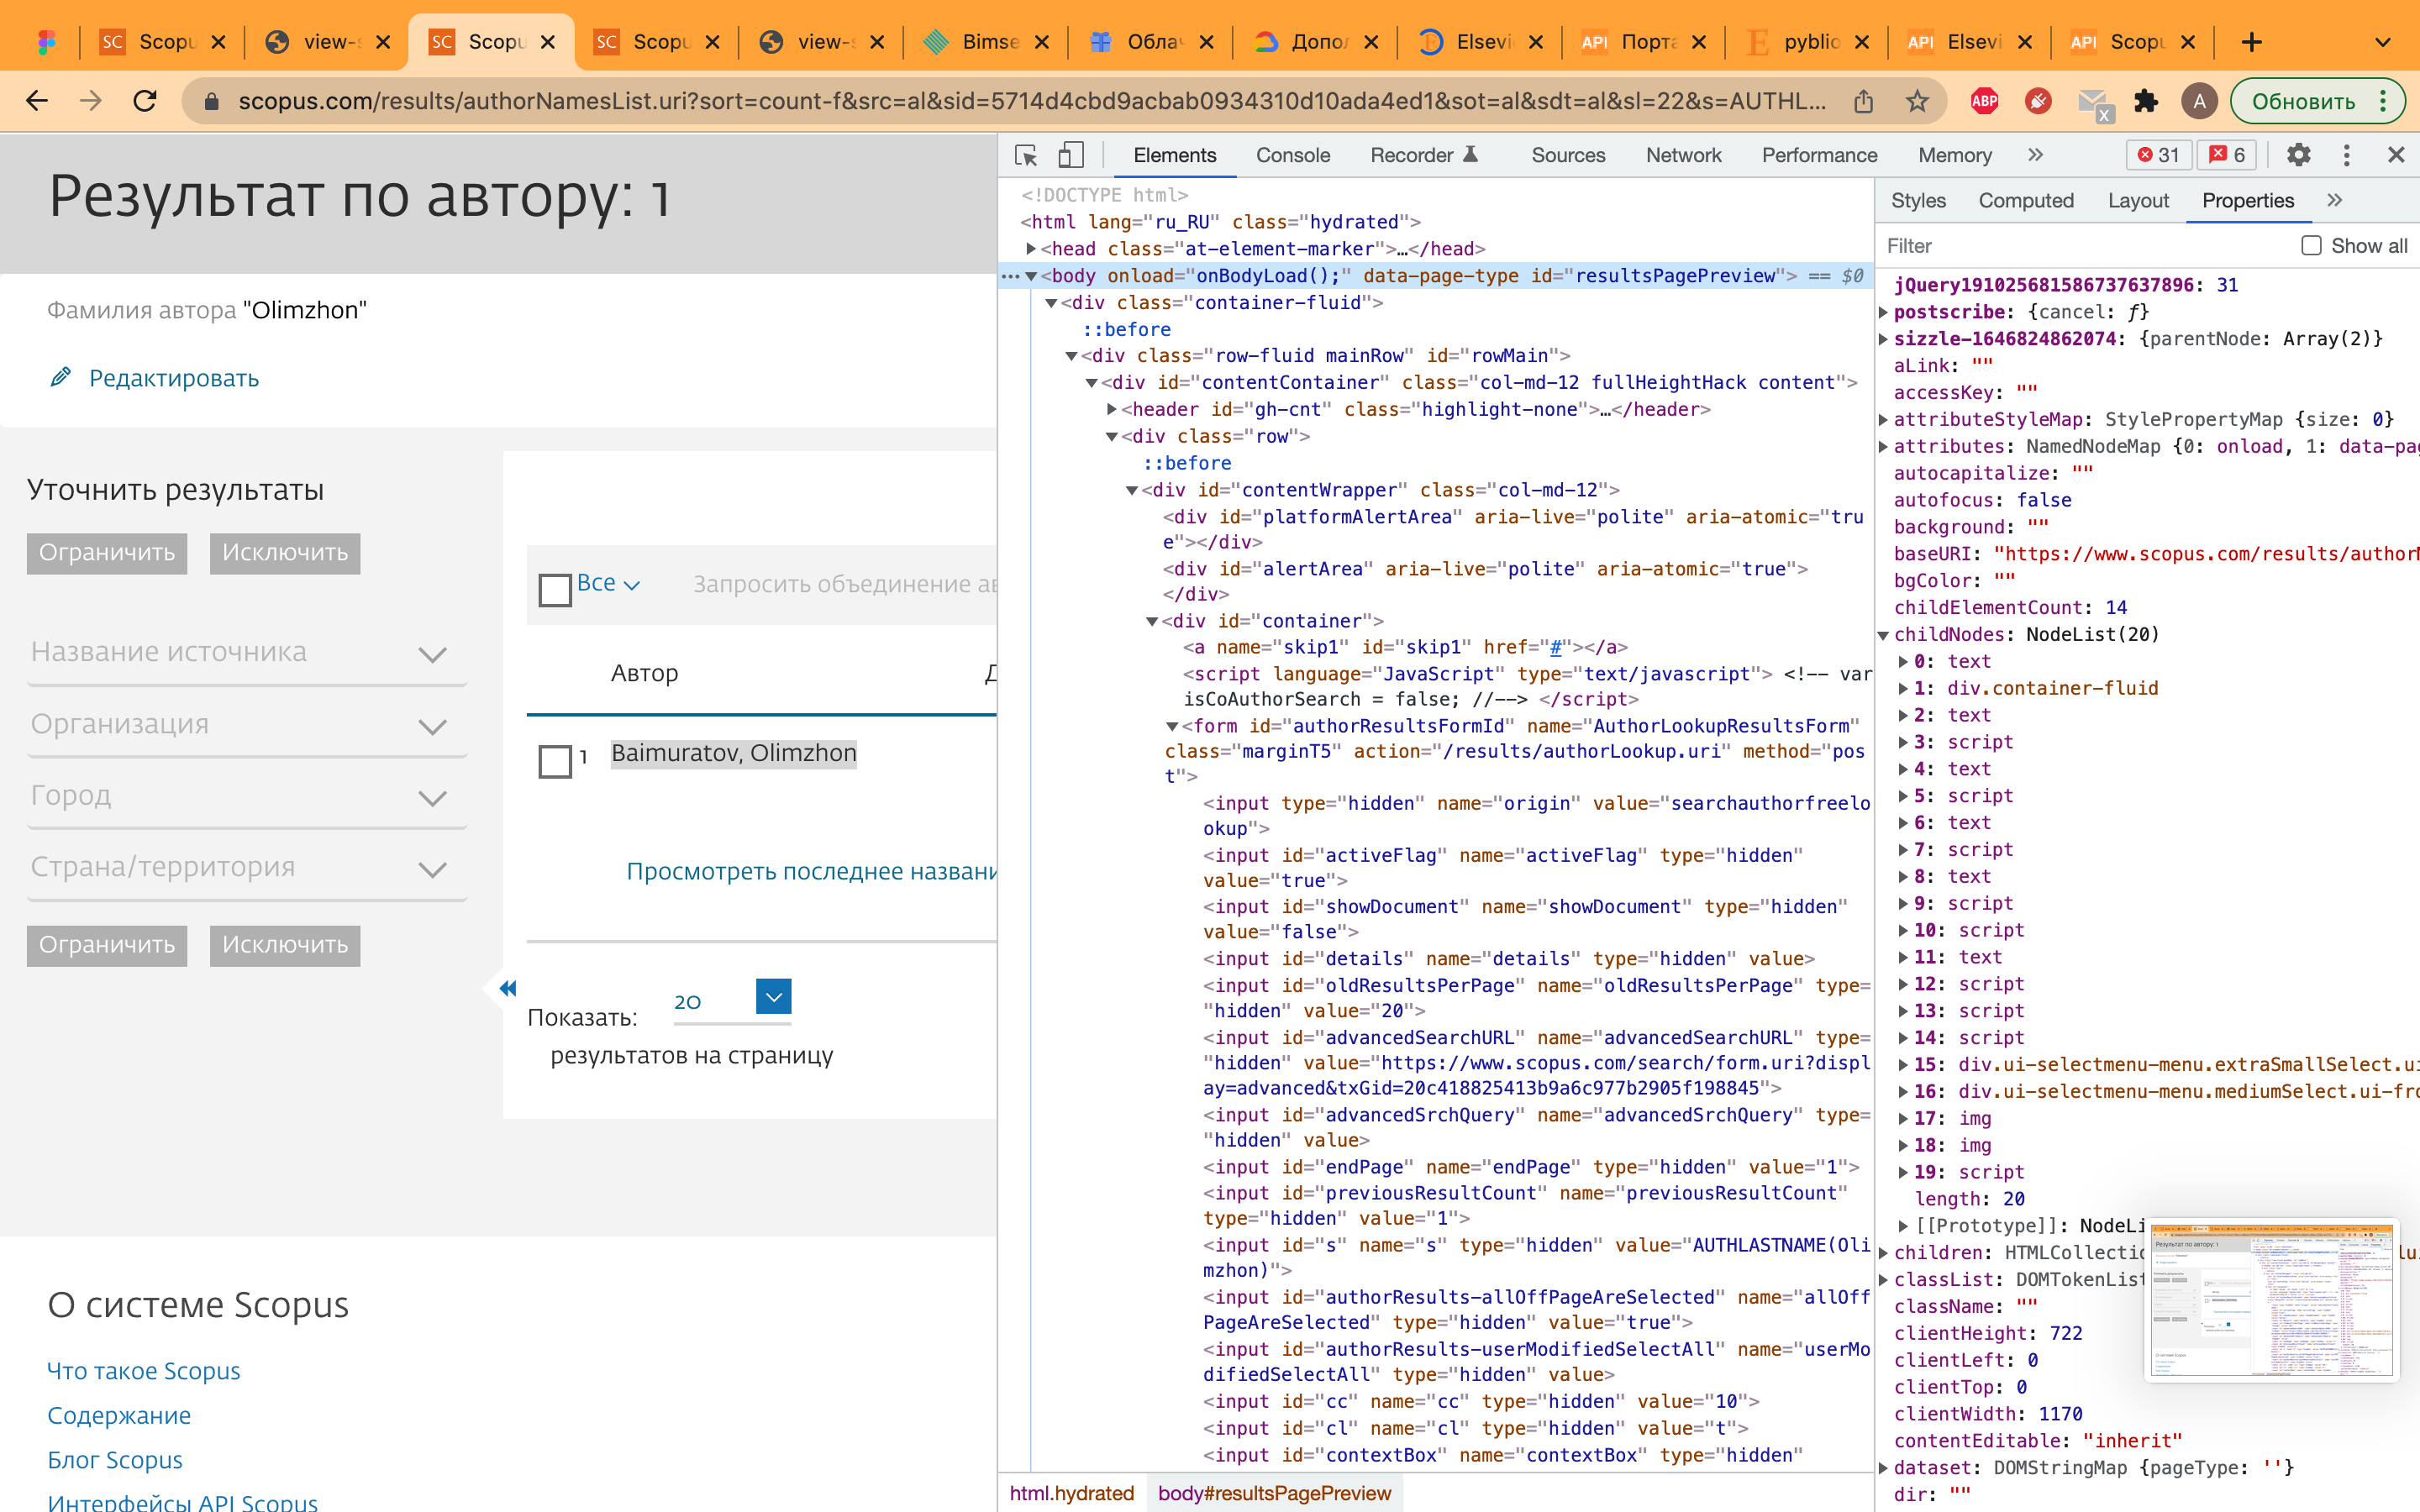 Scopu
view-s
Scopu
Scopu
view-s
Bimse
Облач
Допол
Elsevie
API Порта
pyblio
API Elsevi
API Scopu
scopus.com/results/authorNamesList.uri?sort=count-f&src=al&sid=5714d4cbd9acbab0934310d10ada4ed1&sot=al&sdt=al&sl=22&s=AUTHL...
ABP
A
Обновить
Результат по автору: 1
Фамилия автора "Olimzhon"
Редактировать
Уточнить результаты
Ограничить Исключить
Название источника
Организация
Город
Страна/территория
Ограничить Исключить
Все Запросить объединение ав
Автор
1 Baimuratov, Olimzhon
Просмотреть последнее названи
Показать: 20
результатов на страницу
О системе Scopus
Что такое Scopus
Содержание
Блог Scopus
Интерфейсы API Scopus
Elements Console Recorder Sources Network Performance Memory 31 6
<!DOCTYPE html>
<html lang="ru_RU" class="hydrated">
<head class="at-element-marker">…</head>
<body onload="onBodyLoad();" data-page-type id="resultsPagePreview"> == $0
<div class="container-fluid">
::before
<div class="row-fluid mainRow" id="rowMain">
<div id="contentContainer" class="col-md-12 fullHeightHack content">
<header id="gh-cnt" class="highlight-none">…</header>
<div class="row">
::before
<div id="contentWrapper" class="col-md-12">
<div id="platformAlertArea" aria-live="polite" aria-atomic="tru
e"></div>
<div id="alertArea" aria-live="polite" aria-atomic="true">
</div>
<div id="container">
<a name="skip1" id="skip1" href="#"></a>
<script language="JavaScript" type="text/javascript"> <!-- var
isCoAuthorSearch = false; //--> </script>
<form id="authorResultsFormId" name="AuthorLookupResultsForm"
class="marginT5" action="/results/authorLookup.uri" method="pos
t">
<input type="hidden" name="origin" value="searchauthorfreelo
okup">
<input id="activeFlag" name="activeFlag" type="hidden"
value="true">
<input id="showDocument" name="showDocument" type="hidden"
value="false">
<input id="details" name="details" type="hidden" value>
<input id="oldResultsPerPage" name="oldResultsPerPage" type=
"hidden" value="20">
<input id="advancedSearchURL" name="advancedSearchURL" type=
"hidden" value="https://www.scopus.com/search/form.uri?displ
ay=advanced&txGid=20c418825413b9a6c977b2905f198845">
<input id="advancedSrchQuery" name="advancedSrchQuery" type=
"hidden" value>
<input id="endPage" name="endPage" type="hidden" value="1">
<input id="previousResultCount" name="previousResultCount"
type="hidden" value="1">
<input id="s" name="s" type="hidden" value="AUTHLASTNAME(Oli
mzhon)">
<input id="authorResults-allOffPageAreSelected" name="allOff
PageAreSelected" type="hidden" value="true">
<input id="authorResults-userModifiedSelectAll" name="userMo
difiedSelectAll" type="hidden" value>
<input id="cc" name="cc" type="hidden" value="10">
<input id="cl" name="cl" type="hidden" value="t">
<input id="contextBox" name="contextBox" type="hidden"
html.hydrated body#resultsPagePreview
Styles Computed Layout Properties
Filter Show all
jQuery191025681586737637896: 31
postscribe: {cancel: ƒ}
sizzle-1646824862074: {parentNode: Array(2)}
aLink: ""
accessKey: ""
attributeStyleMap: StylePropertyMap {size: 0}
attributes: NamedNodeMap {0: onload, 1: data-pag
autocapitalize: ""
autofocus: false
background: ""
baseURI: "https://www.scopus.com/results/authorN
bgColor: ""
childElementCount: 14
childNodes: NodeList(20)
0: text
1: div.container-fluid
2: text
3: script
4: text
5: script
6: text
7: script
8: text
9: script
10: script
11: text
12: script
13: script
14: script
15: div.ui-selectmenu-menu.extraSmallSelect.ui
16: div.ui-selectmenu-menu.mediumSelect.ui-fro
17: img
18: img
19: script
length: 20
[[Prototype]]: NodeLi
children: HTMLCollectio
classList: DOMTokenList
className: ""
clientHeight: 722
clientLeft: 0
clientTop: 0
clientWidth: 1170
contentEditable: "inherit"
dataset: DOMStringMap {pageType: ''}
dir: ""